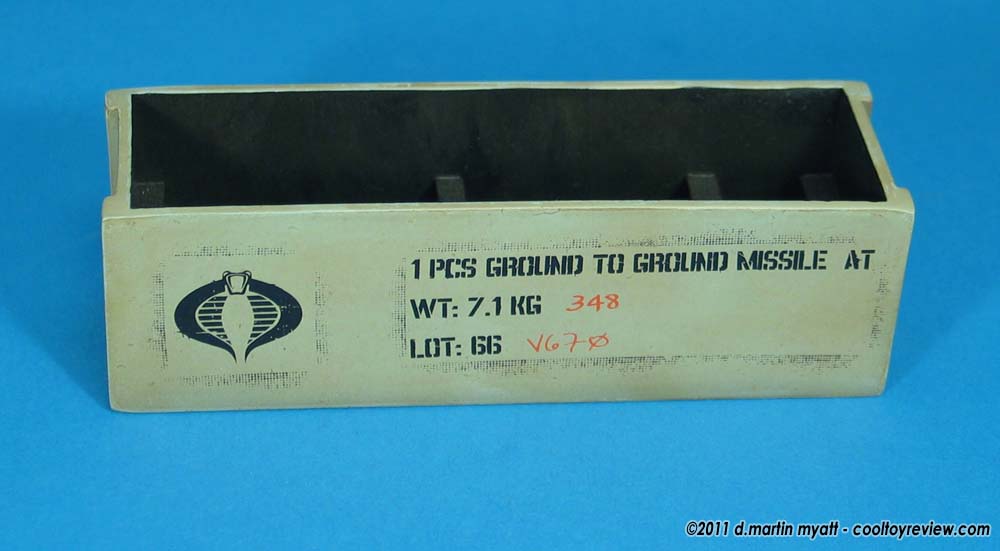 1 PCS GROUND TO GROUND MISSILE AT
WT: 7.1 KG 348
LOT: 66 V670
©2011 d.martin myatt - cooltoyreview.com